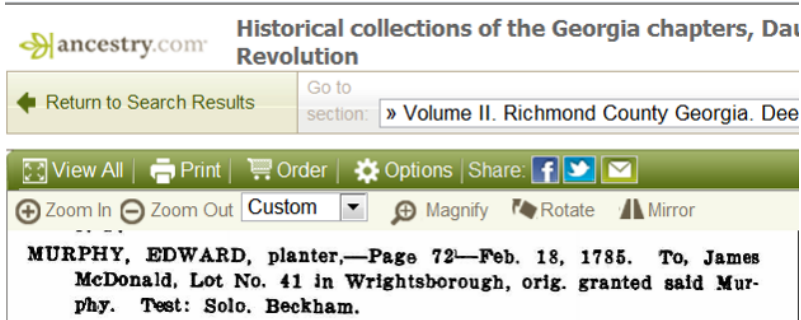 ancestry.com
Historical collections of the Georgia chapters, Dau
Revolution
Return to Search Results
Go to
section:
» Volume II. Richmond County Georgia. Dee
View All | Print | Order | Options | Share:
Zoom In Zoom Out Custom Magnify Rotate Mirror
MURPHY, EDWARD, planter,—Page 72—Feb. 18, 1785. To, James
McDonald, Lot No. 41 in Wrightsborough, orig. granted said Mur-
phy. Test: Solo. Beckham.